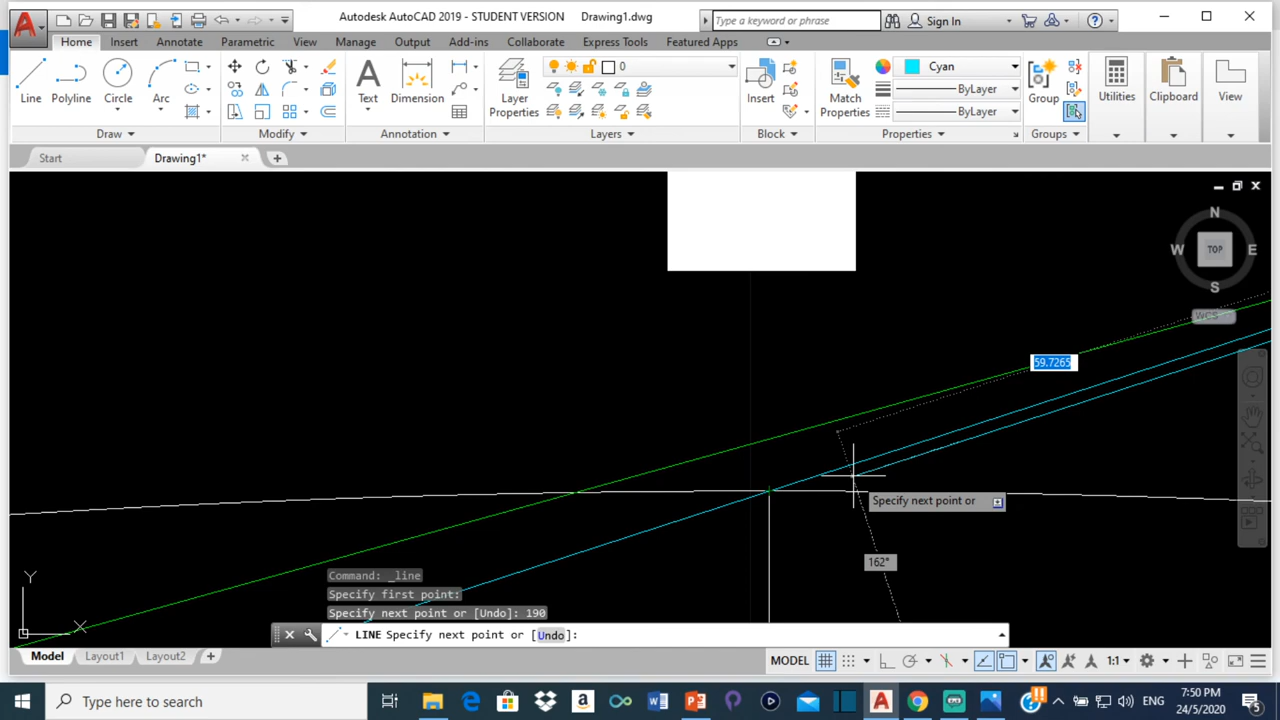 Autodesk AutoCAD 2019 - STUDENT VERSION Drawing1.dwg
Type a keyword or phrase
Sign In
Home Insert Annotate Parametric View Manage Output Add-ins Collaborate Express Tools Featured Apps
0
Cyan
ByLayer
ByLayer
Line Polyline Circle Arc
Text Dimension
Layer Properties
Insert
Match Properties
Group
Utilities
Clipboard
View
Draw Modify Annotation Layers Block Properties Groups
Start Drawing1*
N
W TOP E
S
WCS
59.7265
Specify next point or
162°
Y
X
Command: _line
Specify first point:
Specify next point or [Undo]: 190
LINE Specify next point or [Undo]:
Model Layout1 Layout2
MODEL 1:1
Type here to search
ENG
7:50 PM
24/5/2020
5